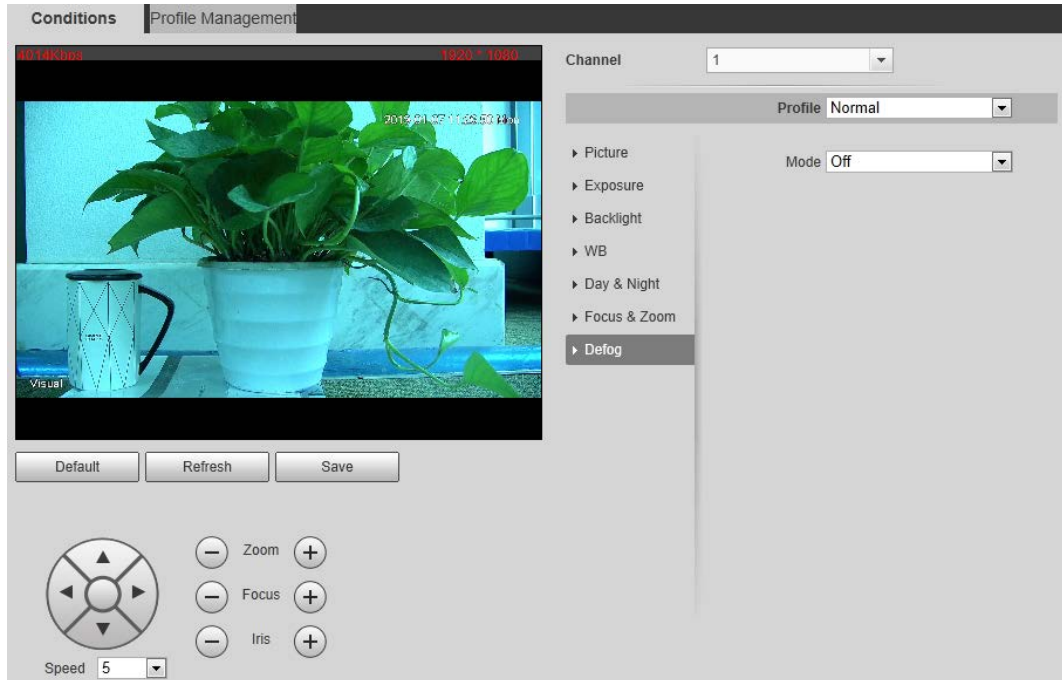 Conditions
Profile Management
4014Kbps
1920 * 1080
Visual
Default
Refresh
Save
Zoom
Focus
Iris
Speed 5
Channel 1
Profile Normal
Picture
Exposure
Backlight
WB
Day & Night
Focus & Zoom
Defog
Mode Off